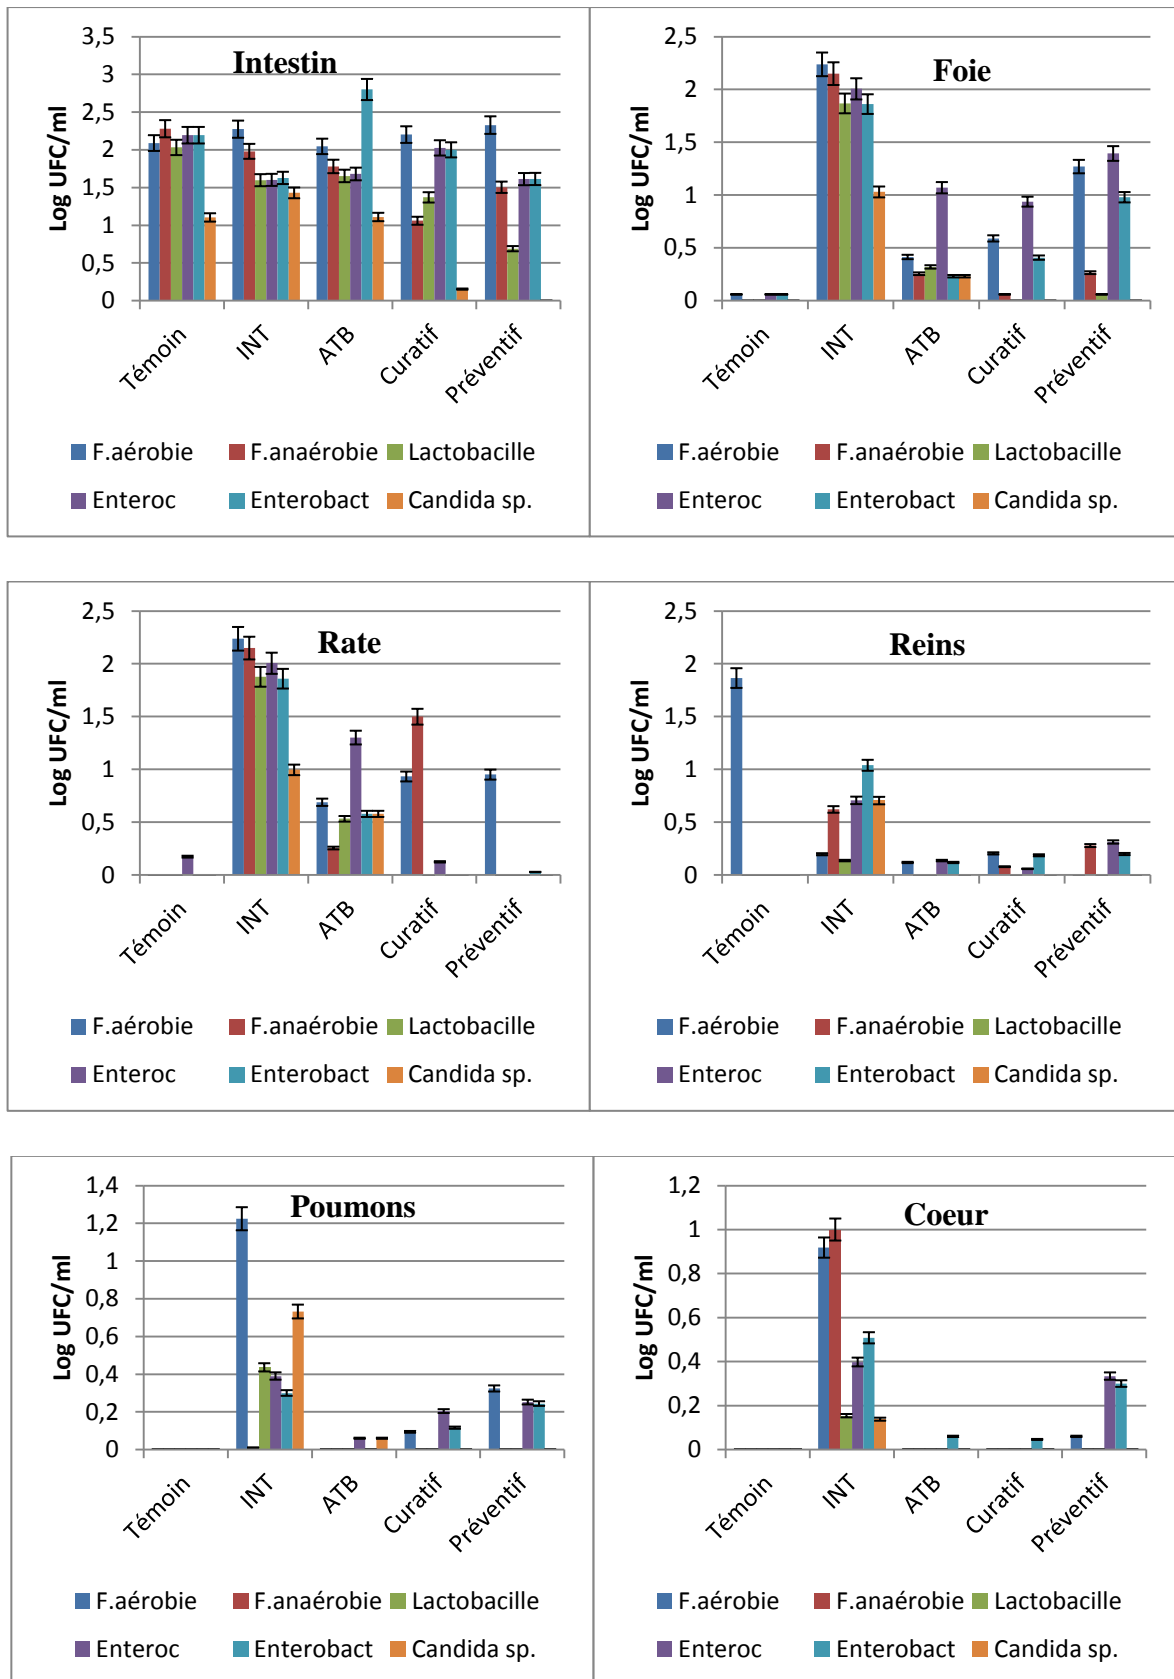 Intestin
Log UFC/ml
3,5
3
2,5
2
1,5
1
0,5
0
Témoin
INT
ATB
Curatif
Préventif
F.aérobie F.anaérobie Lactobacille
Enteroc Enterobact Candida sp.
Foie
Log UFC/ml
2,5
2
1,5
1
0,5
0
Témoin
INT
ATB
Curatif
Préventif
F.aérobie F.anaérobie Lactobacille
Enteroc Enterobact Candida sp.
Rate
Log UFC/ml
2,5
2
1,5
1
0,5
0
Témoin
INT
ATB
Curatif
Préventif
F.aérobie F.anaérobie Lactobacille
Enteroc Enterobact Candida sp.
Reins
Log UFC/ml
2,5
2
1,5
1
0,5
0
Témoin
INT
ATB
Curatif
Préventif
F.aérobie F.anaérobie Lactobacille
Enteroc Enterobact Candida sp.
Poumons
Log UFC/ml
1,4
1,2
1
0,8
0,6
0,4
0,2
0
Témoin
INT
ATB
Curatif
Préventif
F.aérobie F.anaérobie Lactobacille
Enteroc Enterobact Candida sp.
Coeur
Log UFC/ml
1,2
1
0,8
0,6
0,4
0,2
0
Témoin
INT
ATB
Curatif
Préventif
F.aérobie F.anaérobie Lactobacille
Enteroc Enterobact Candida sp.